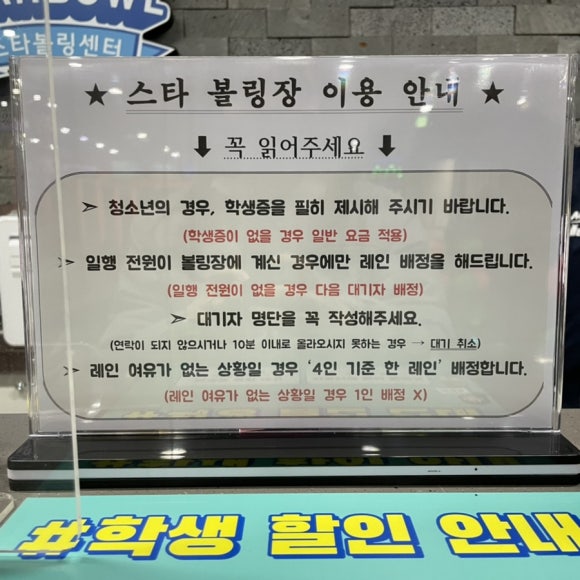 스타볼링센터
★ 스타 볼링장 이용 안내 ★
⬇ 꼭 읽어주세요 ⬇
➢ 청소년의 경우, 학생증을 필히 제시해 주시기 바랍니다.
(학생증이 없을 경우 일반 요금 적용)
➢ 일행 전원이 볼링장에 계신 경우에만 레인 배정을 해드립니다.
(일행 전원이 없을 경우 다음 대기자 배정)
➢ 대기자 명단을 꼭 작성해주세요.
(연락이 되지 않으시거나 10분 이내로 올라오시지 못하는 경우 → 대기 취소)
➢ 레인 여유가 없는 상황일 경우 '4인 기준 한 레인' 배정합니다.
(레인 여유가 없는 상황일 경우 1인 배정 X)
#학생 할인 안내